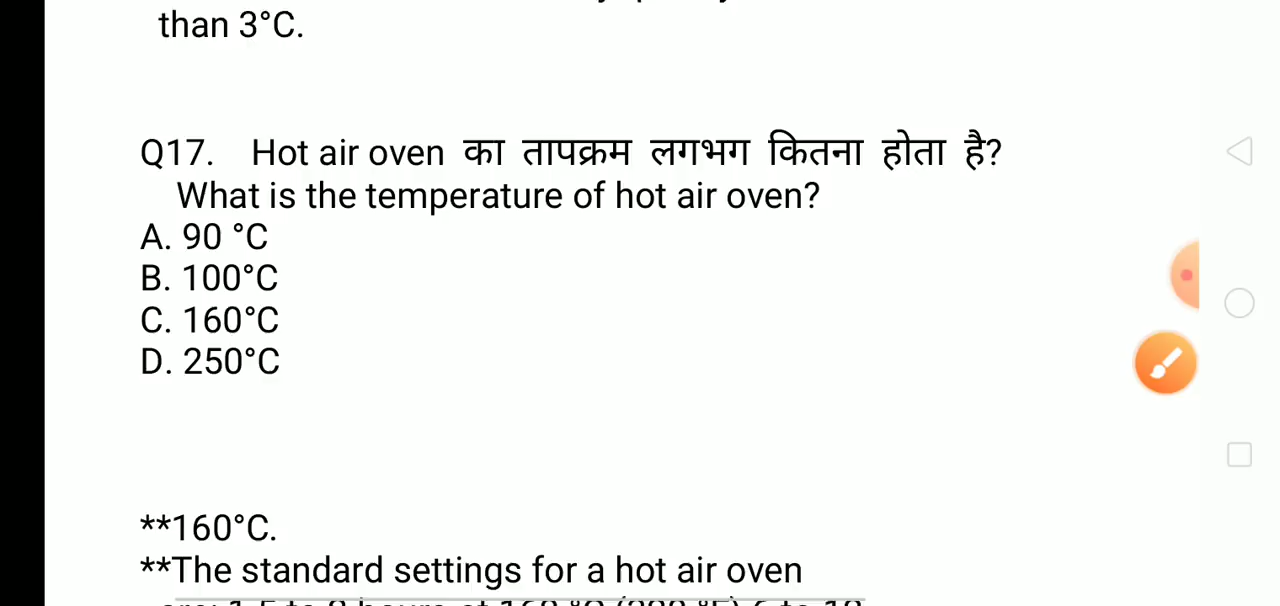 than 3°C.
Q17. Hot air oven का तापक्रम लगभग कितना होता है?
What is the temperature of hot air oven?
A. 90 °C
B. 100°C
C. 160°C
D. 250°C
**160°C.
**The standard settings for a hot air oven